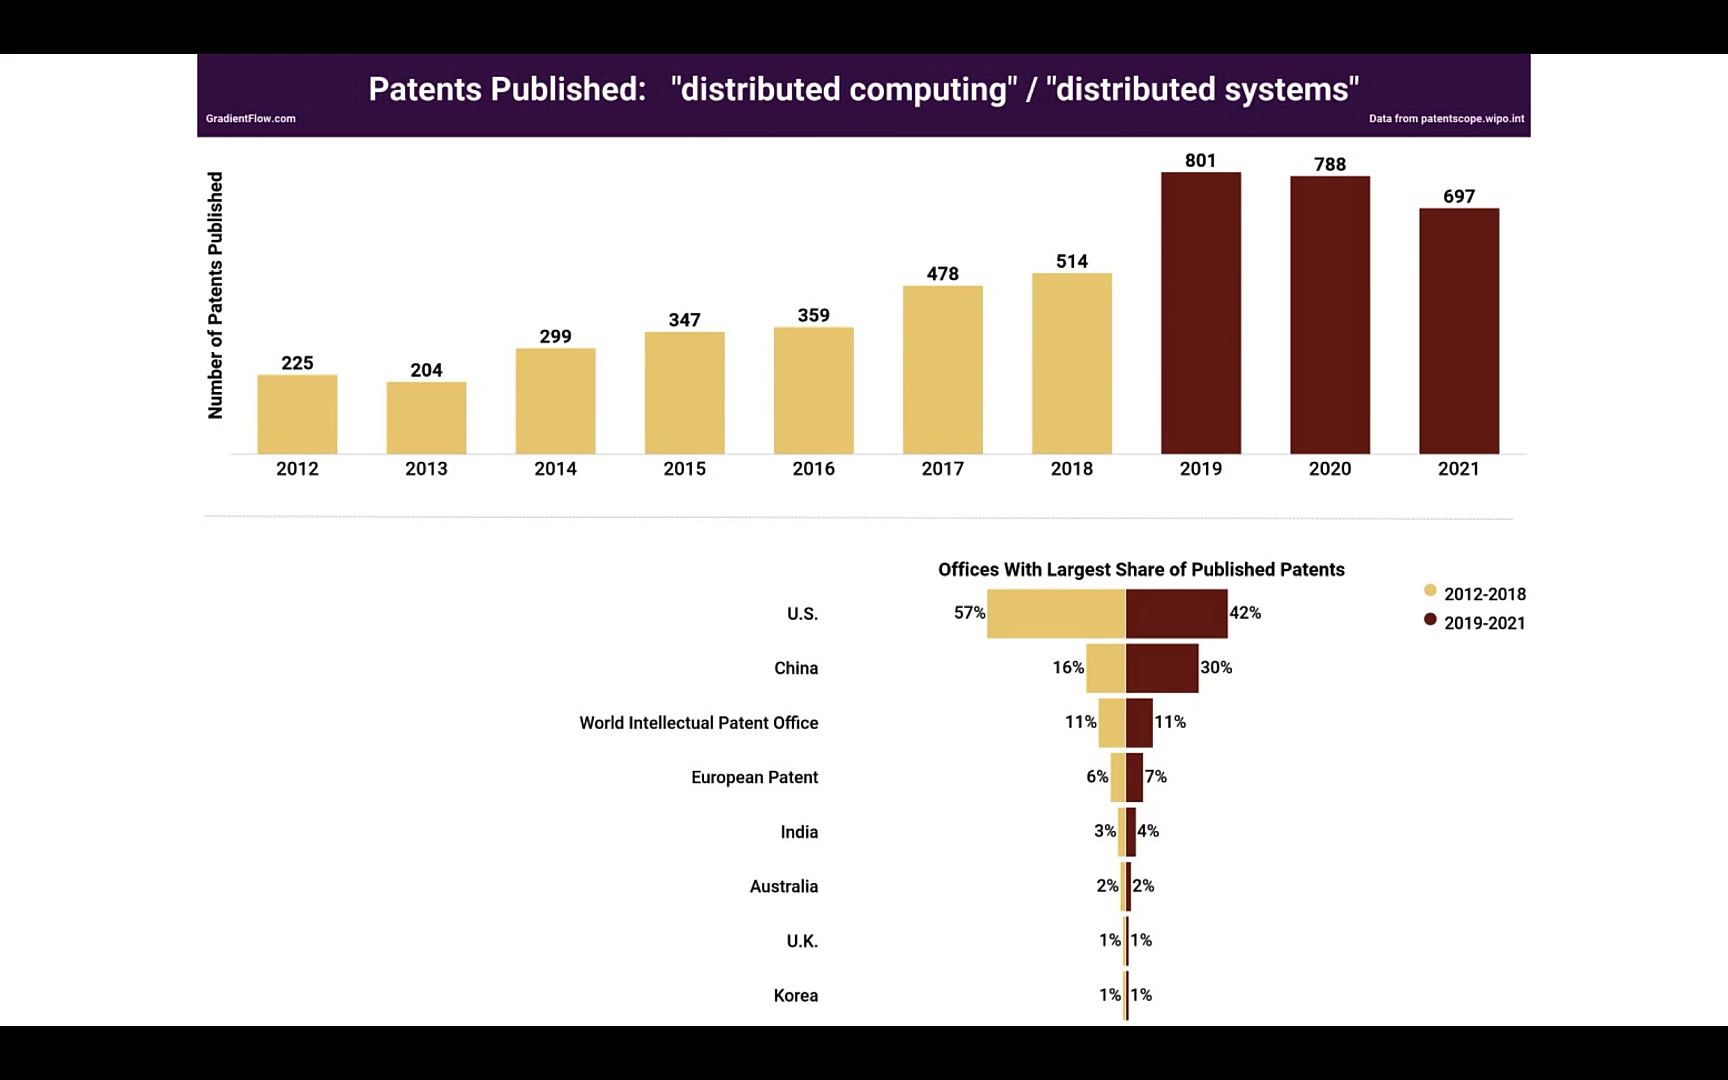 Patents Published: "distributed computing" / "distributed systems"
GradientFlow.com
Data from patentscope.wipo.int
Number of Patents Published
225
204
299
347
359
478
514
801
788
697
2012
2013
2014
2015
2016
2017
2018
2019
2020
2021
Offices With Largest Share of Published Patents
2012-2018
2019-2021
U.S. 57% 42%
China 16% 30%
World Intellectual Patent Office 11% 11%
European Patent 6% 7%
India 3% 4%
Australia 2% 2%
U.K. 1% 1%
Korea 1% 1%